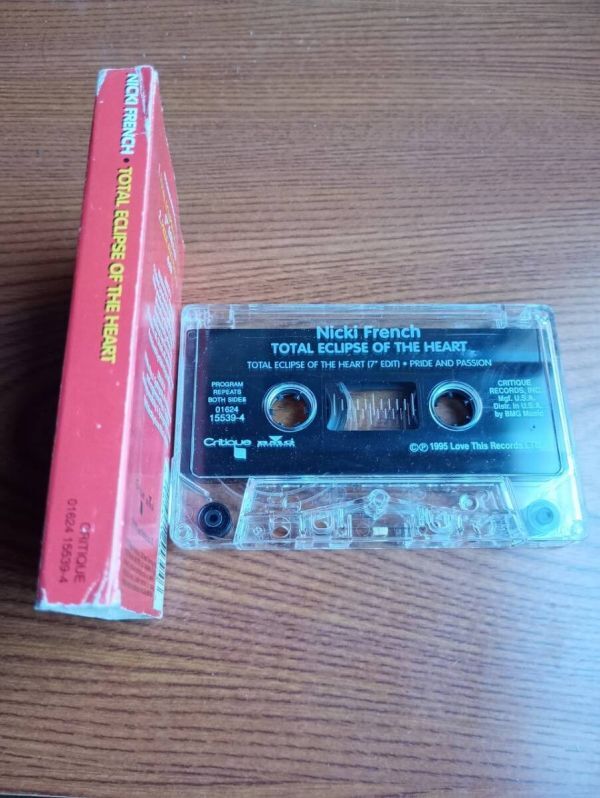 NICKI FRENCH • TOTAL ECLIPSE OF THE HEART
CRITIQUE
01624 15539-4
Nicki French
TOTAL ECLIPSE OF THE HEART
TOTAL ECLIPSE OF THE HEART (7" EDIT) • PRIDE AND PASSION
PROGRAM
REPEATS
BOTH SIDES
01624
15539-4
Critique
CRITIQUE
RECORDS, INC.
Mgf. U.S.A.
Distr. in U.S.A.
by BMG Music
©℗ 1995 Love This Records LTD.